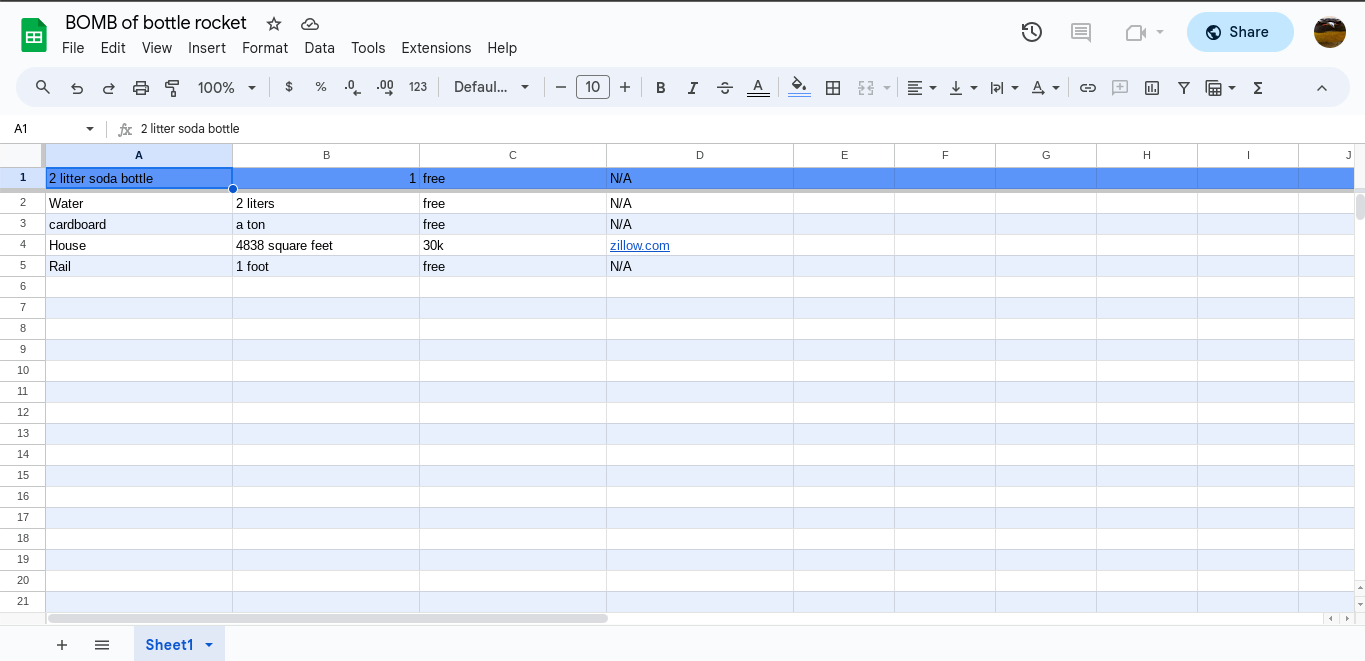 BOMB of bottle rocket
File Edit View Insert Format Data Tools Extensions Help
Share
100% $ % .0 .00 123 Defaul... 10 B I S A A Σ
A1 fx 2 litter soda bottle
A B C D E F G H I J
1 2 litter soda bottle 1 free N/A
2 Water 2 liters free N/A
3 cardboard a ton free N/A
4 House 4838 square feet 30k zillow.com
5 Rail 1 foot free N/A
6
7
8
9
10
11
12
13
14
15
16
17
18
19
20
21
Sheet1